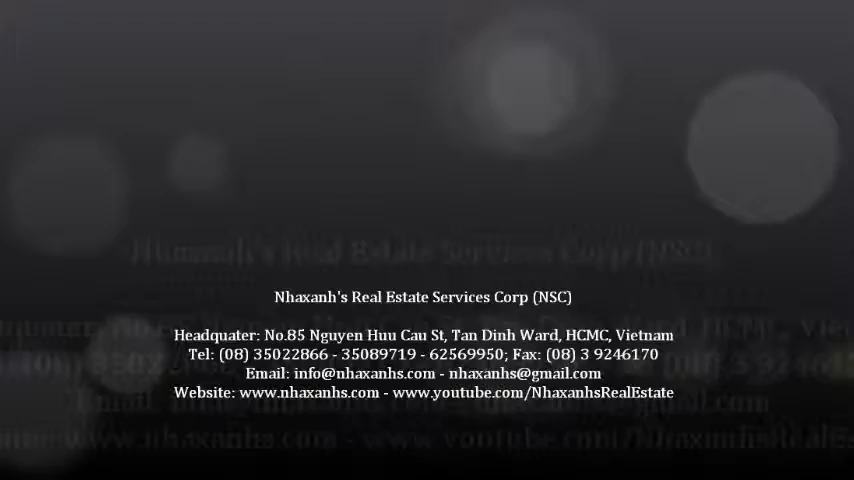 Nhaxanh's Real Estate Services Corp (NSC)
Headquater: No.85 Nguyen Huu Cau St, Tan Dinh Ward, HCMC, Vietnam
Tel: (08) 35022866 - 35089719 - 62569950; Fax: (08) 3 9246170
Email: info@nhaxanhs.com - nhaxanhs@gmail.com
Website: www.nhaxanhs.com - www.youtube.com/NhaxanhsRealEstate